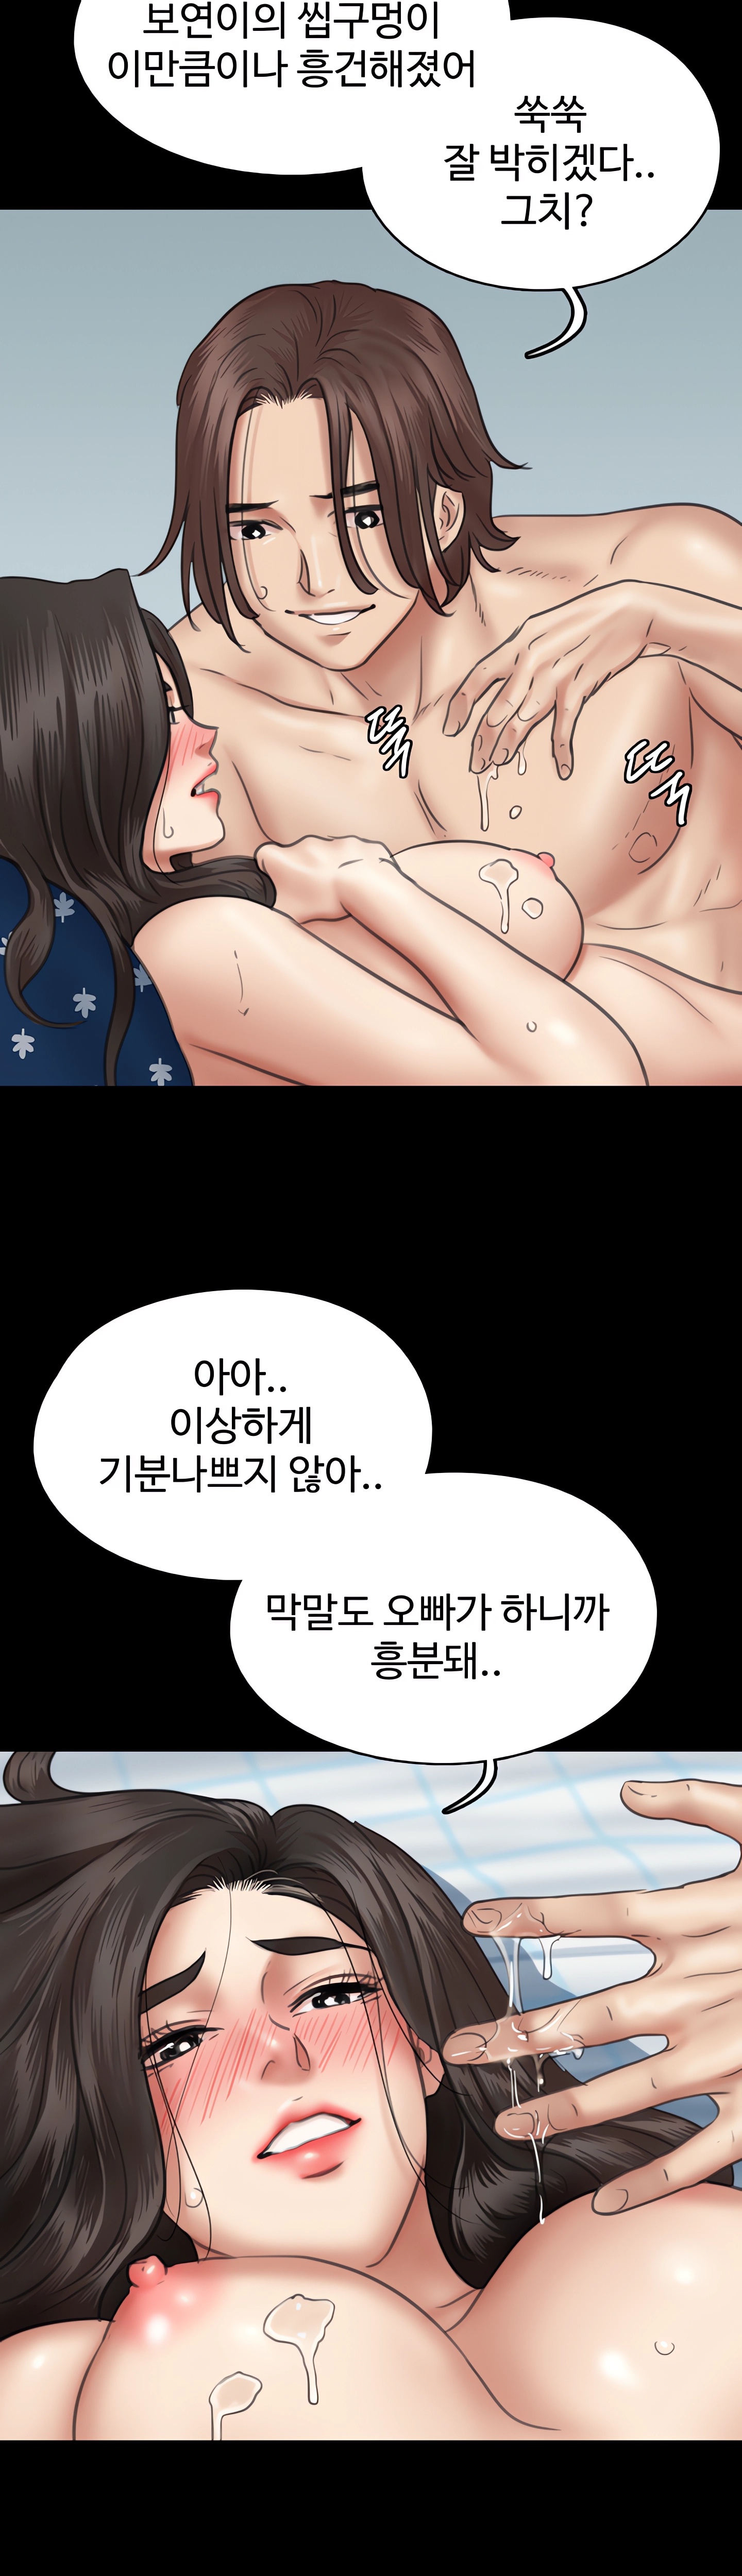 보연이의 씹구멍이
이만큼이나 흥건해졌어
쑥쑥
잘 박히겠다..
그치?
뚝
뚝
아아..
이상하게
기분나쁘지 않아..
막말도 오빠가 하니까
흥분돼..